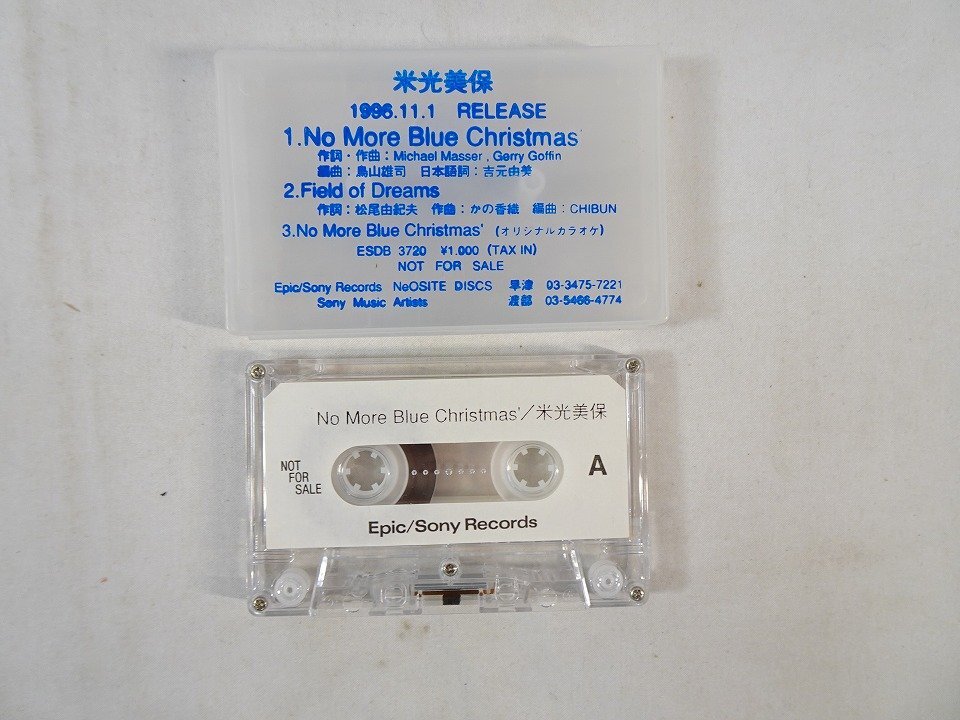 米光美保
1996.11.1 RELEASE
1.No More Blue Christmas'
作詞・作曲：Michael Masser , Gerry Goffin
編曲：鳥山雄司 日本語詞：吉元由美
2.Field of Dreams
作詞：松尾由紀夫 作曲：かの香織 編曲：CHIBUN
3.No More Blue Christmas' (オリジナルカラオケ)
ESDB 3720 ¥1.000 (TAX IN)
NOT FOR SALE
Epic/Sony Records NeOSITE DISCS 早津 03-3475-7221
Sony Music Artists 渡部 03-5466-4774
No More Blue Christmas'/米光美保
NOT
FOR
SALE
A
Epic/Sony Records